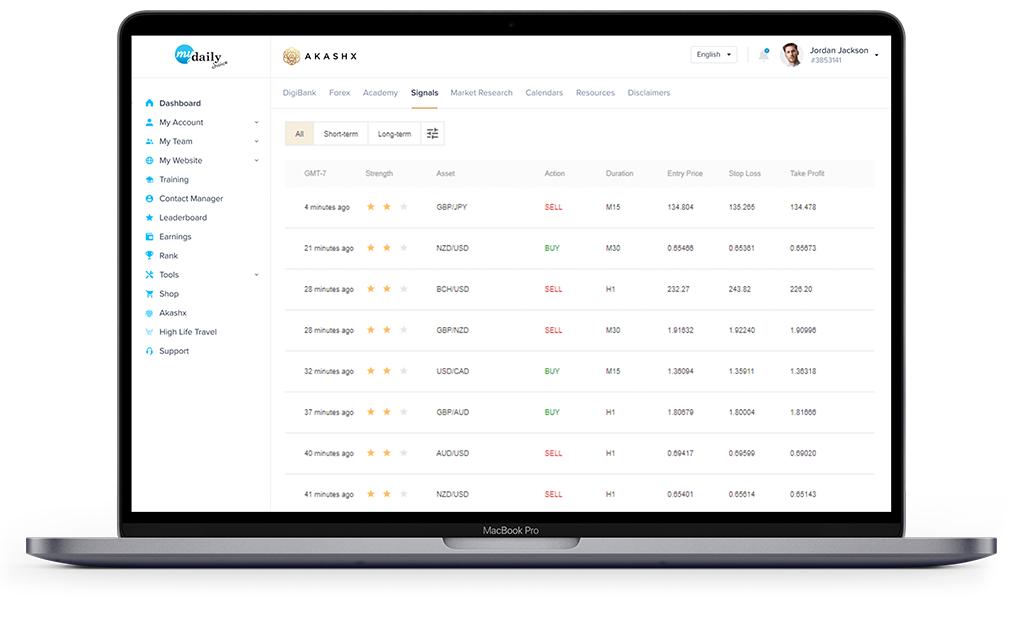 my daily choice
AKASHX
English
Jordan Jackson
#3853141
DigiBank Forex Academy Signals Market Research Calendars Resources Disclaimers
Dashboard
My Account
My Team
My Website
Training
Contact Manager
Leaderboard
Earnings
Rank
Tools
Shop
Akashx
High Life Travel
Support
All Short-term Long-term
GMT-7 Strength Asset Action Duration Entry Price Stop Loss Take Profit
4 minutes ago GBP/JPY SELL M15 134.804 135.265 134.478
21 minutes ago NZD/USD BUY M30 0.65466 0.65361 0.65673
28 minutes ago BCH/USD SELL H1 232.27 243.82 226.20
28 minutes ago GBP/NZD SELL M30 1.91632 1.92240 1.90996
32 minutes ago USD/CAD BUY M15 1.36094 1.35911 1.36318
37 minutes ago GBP/AUD BUY H1 1.80679 1.80004 1.81666
40 minutes ago AUD/USD SELL H1 0.69417 0.69599 0.69020
41 minutes ago NZD/USD SELL H1 0.65401 0.65614 0.65143
MacBook Pro